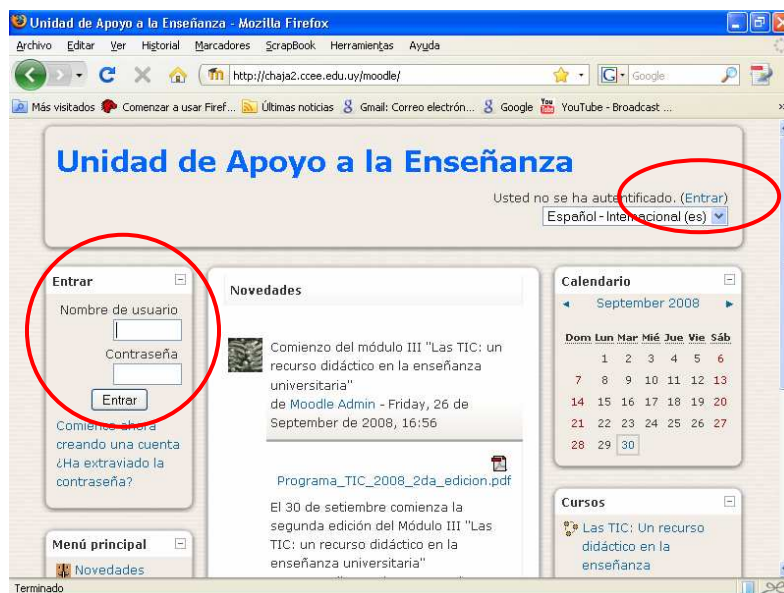 Unidad de Apoyo a la Enseñanza - Mozilla Firefox
Archivo Editar Ver Historial Marcadores ScrapBook Herramientas Ayuda
http://chaja2.ccee.edu.uy/moodle/
Google
Más visitados Comenzar a usar Firef... Últimas noticias Gmail: Correo electrón... Google YouTube - Broadcast ...
Unidad de Apoyo a la Enseñanza
Usted no se ha autentificado. (Entrar)
Español - Internacional (es)
Entrar
Nombre de usuario
Contraseña
Entrar
Comience ahora
creando una cuenta
¿Ha extraviado la
contraseña?
Menú principal
Novedades
Novedades
Comienzo del módulo III "Las TIC: un
recurso didáctico en la enseñanza
universitaria"
de Moodle Admin - Friday, 26 de
September de 2008, 16:56
Programa_TIC_2008_2da_edicion.pdf
El 30 de setiembre comienza la
segunda edición del Módulo III "Las
TIC: un recurso didáctico en la
enseñanza universitaria"
Calendario
September 2008
Dom Lun Mar Mié Jue Vie Sáb
1 2 3 4 5 6
7 8 9 10 11 12 13
14 15 16 17 18 19 20
21 22 23 24 25 26 27
28 29 30
Cursos
Las TIC: Un recurso
didáctico en la
enseñanza
Terminado